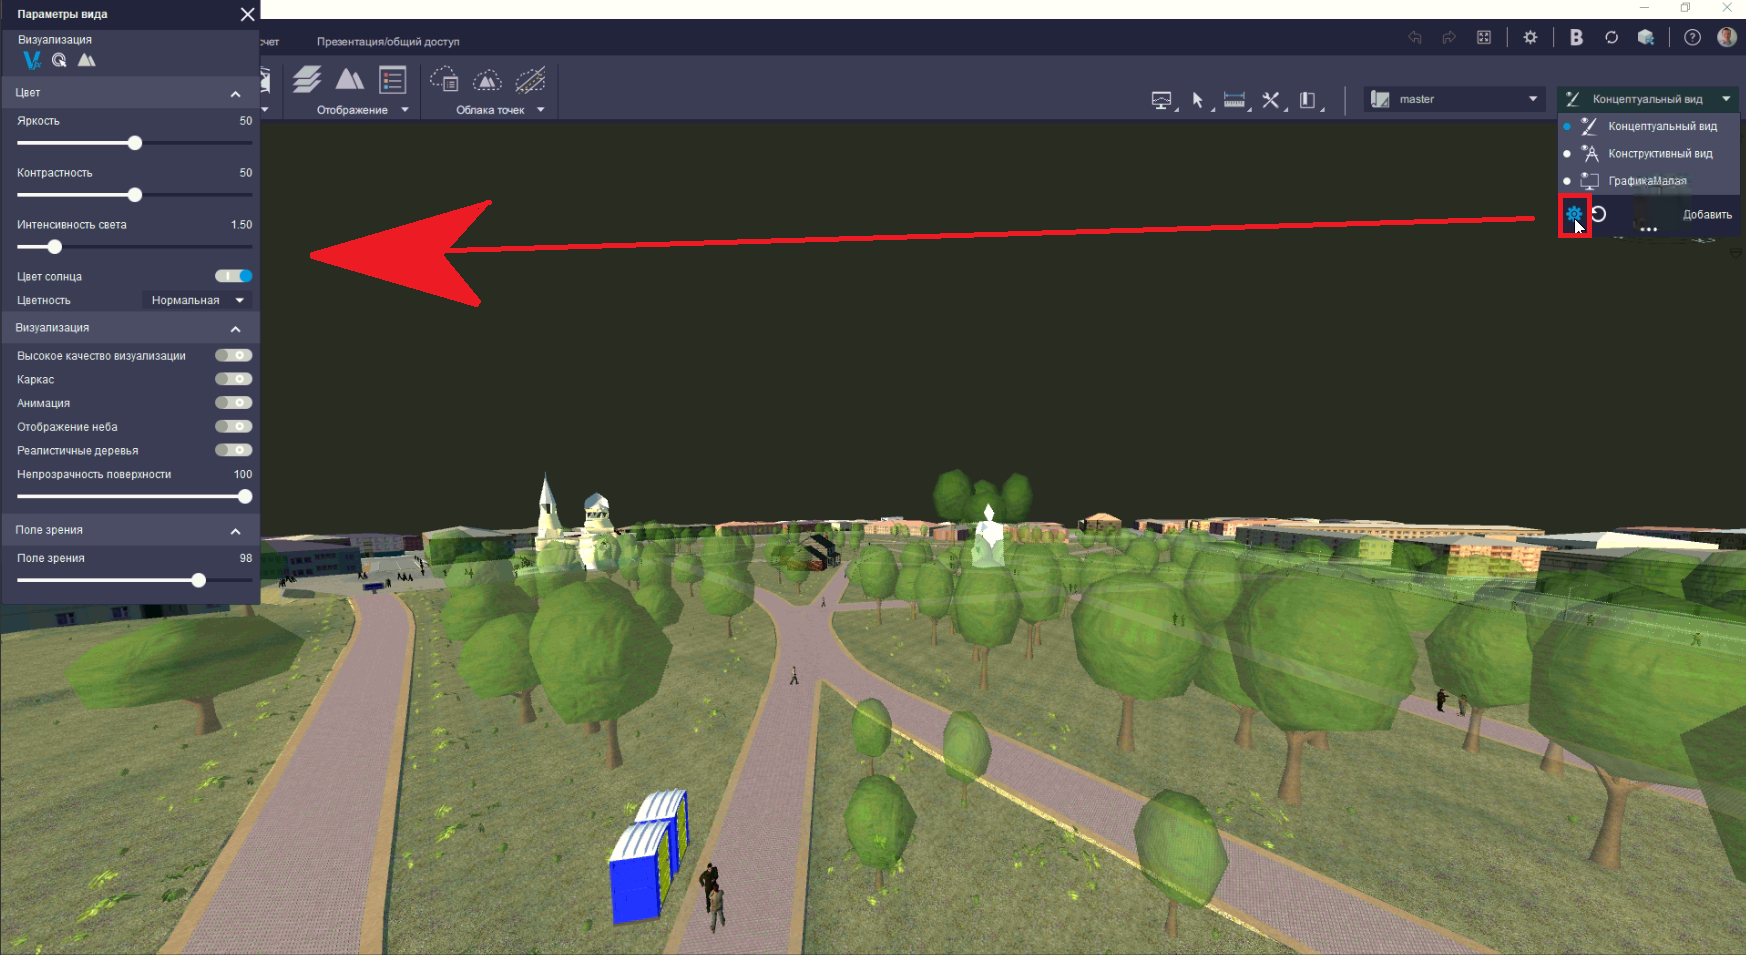 Параметры вида
Визуализация
Цвет
Яркость 50
Контрастность 50
Интенсивность света 1.50
Цвет солнца
Цветность Нормальная
Визуализация
Высокое качество визуализации
Каркас
Анимация
Отображение неба
Реалистичные деревья
Непрозрачность поверхности 100
Поле зрения
Поле зрения 98
счет Презентация/общий доступ
Отображение
Облака точек
B
?
master
Концептуальный вид
Концептуальный вид
Конструктивный вид
ГрафикаМалая
Добавить